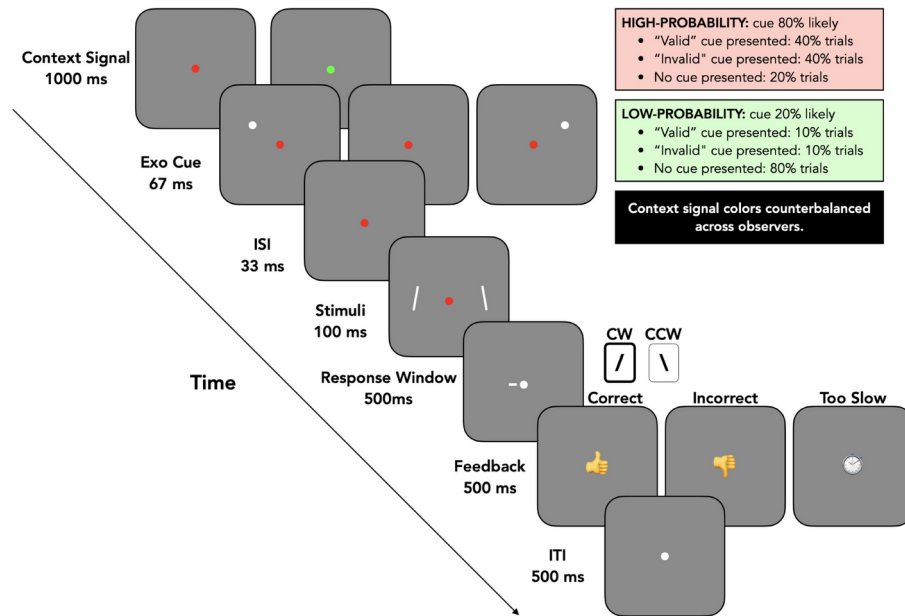 Context Signal
1000 ms
HIGH-PROBABILITY: cue 80% likely
• “Valid” cue presented: 40% trials
• “Invalid" cue presented: 40% trials
• No cue presented: 20% trials
LOW-PROBABILITY: cue 20% likely
• “Valid” cue presented: 10% trials
• “Invalid" cue presented: 10% trials
• No cue presented: 80% trials
Context signal colors counterbalanced
across observers.
Exo Cue
67 ms
ISI
33 ms
Stimuli
100 ms
Time
Response Window
500ms
CW CCW
Correct Incorrect Too Slow
Feedback
500 ms
ITI
500 ms